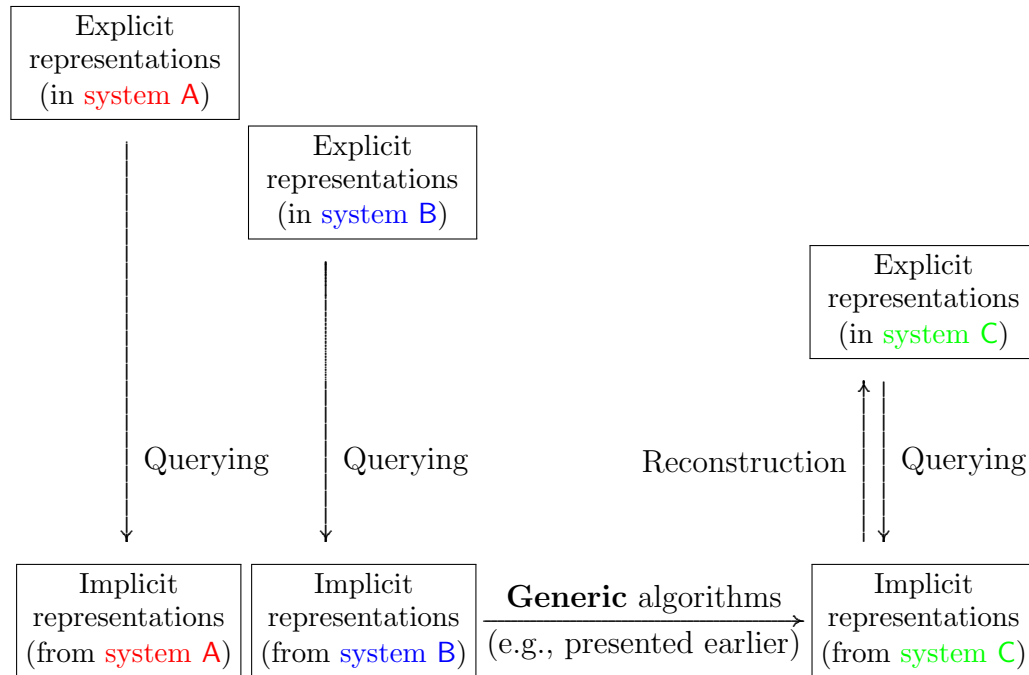 Explicit
representations
(in system A)
Explicit
representations
(in system B)
Explicit
representations
(in system C)
Querying
Querying
Reconstruction
Querying
Implicit
representations
(from system A)
Implicit
representations
(from system B)
Generic algorithms
(e.g., presented earlier)
Implicit
representations
(from system C)